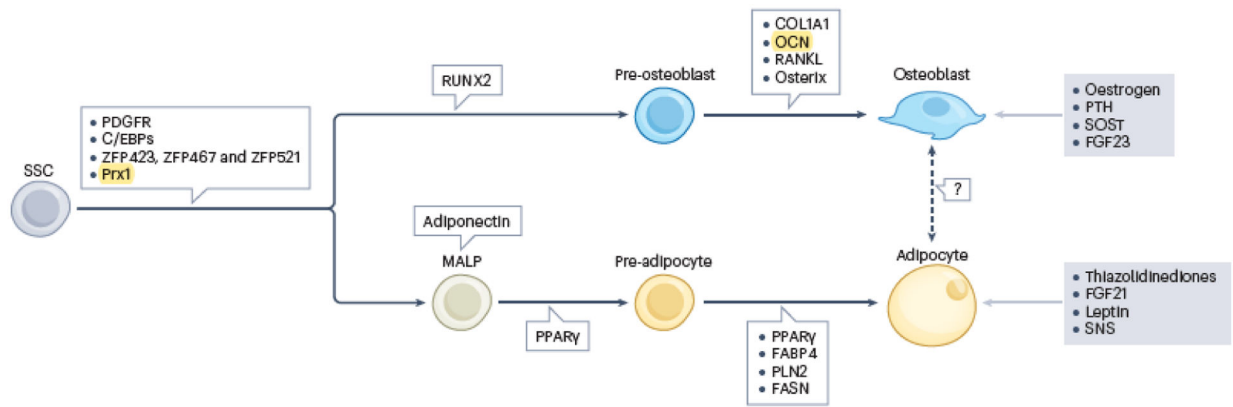 SSC
• PDGFR
• C/EBPs
• ZFP423, ZFP467 and ZFP521
• Prx1
RUNX2
Pre-osteoblast
• COL1A1
• OCN
• RANKL
• Osterix
Osteoblast
• Oestrogen
• PTH
• SOST
• FGF23
?
Adiponectin
MALP
PPARγ
Pre-adipocyte
• PPARγ
• FABP4
• PLN2
• FASN
Adipocyte
• Thiazolidinediones
• FGF21
• Leptin
• SNS